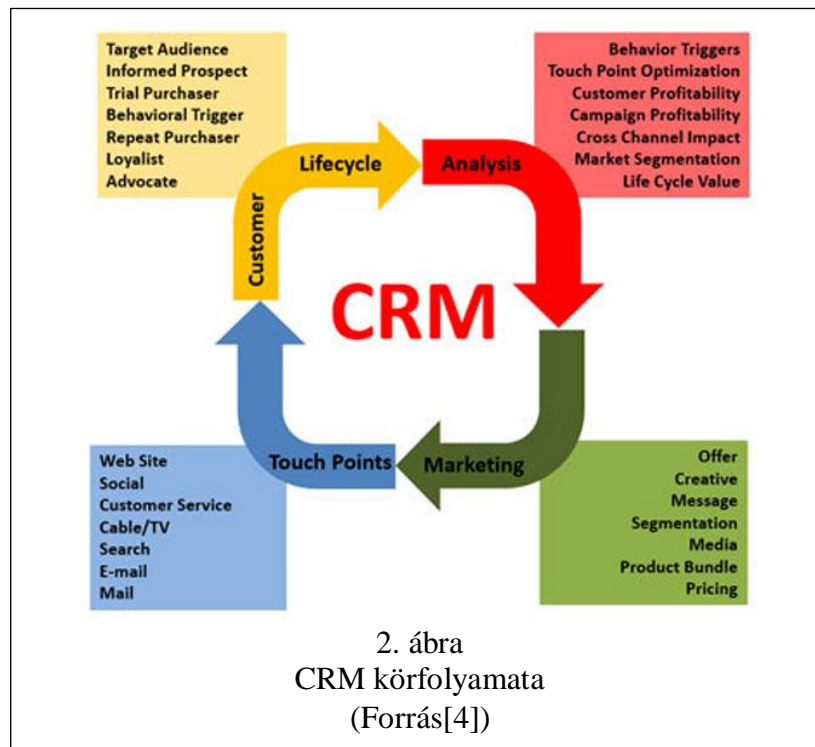 Target Audience
Informed Prospect
Trial Purchaser
Behavioral Trigger
Repeat Purchaser
Loyalist
Advocate
Behavior Triggers
Touch Point Optimization
Customer Profitability
Campaign Profitability
Cross Channel Impact
Market Segmentation
Life Cycle Value
Customer
Lifecycle
Analysis
CRM
Touch Points
Marketing
Web Site
Social
Customer Service
Cable/TV
Search
E-mail
Mail
Offer
Creative
Message
Segmentation
Media
Product Bundle
Pricing
2. ábra
CRM körfolyamata
(Forrás[4])